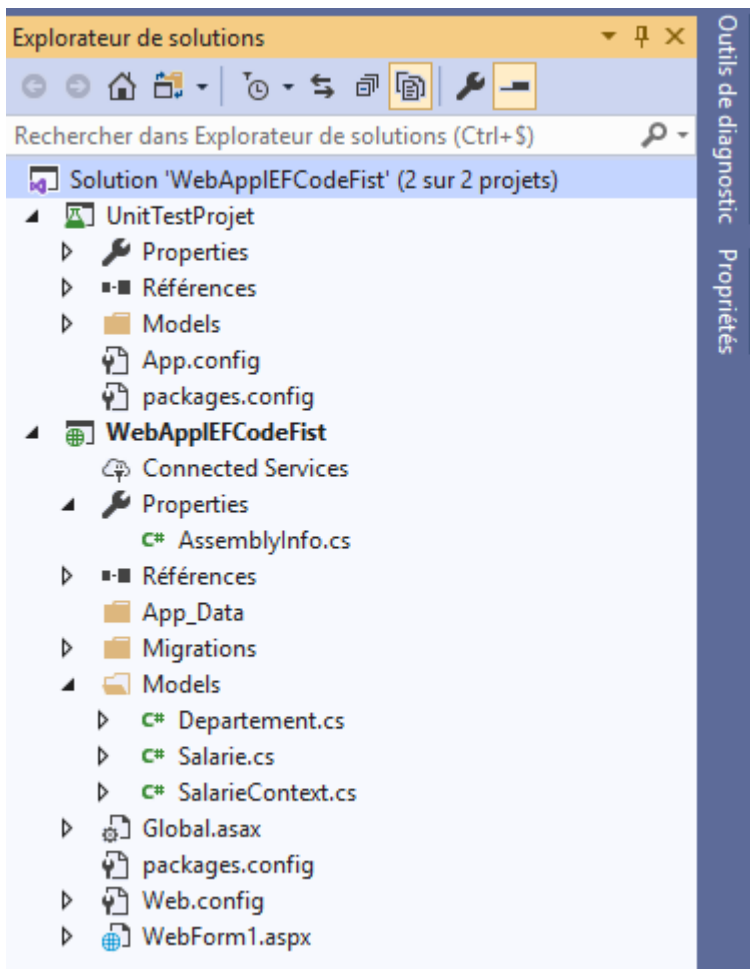 Explorateur de solutions
Rechercher dans Explorateur de solutions (Ctrl+$)
Solution 'WebApplEFCodeFist' (2 sur 2 projets)
UnitTestProjet
Properties
Références
Models
App.config
packages.config
WebApplEFCodeFist
Connected Services
Properties
C# AssemblyInfo.cs
Références
App_Data
Migrations
Models
C# Departement.cs
C# Salarie.cs
C# SalarieContext.cs
Global.asax
packages.config
Web.config
WebForm1.aspx
Outils de diagnostic
Propriétés